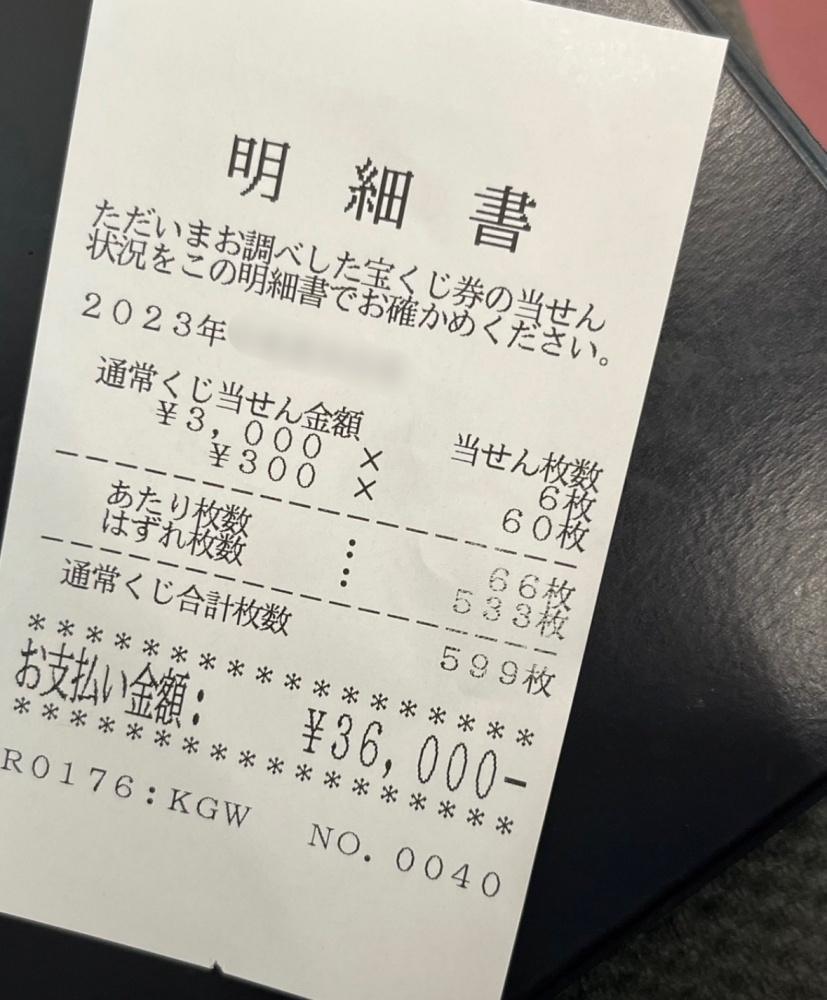 明細書
ただいまお調べした宝くじ券の当せん
状況をこの明細書でお確かめください。
2023年
通常くじ当せん金額 当せん枚数
¥3,000 × 6枚
¥300 × 60枚
--------------------
あたり枚数 : 66枚
はずれ枚数 : 533枚
--------------------
通常くじ合計枚数 599枚
******************
お支払い金額: ¥36,000-
******************
R0176:KGW NO.0040